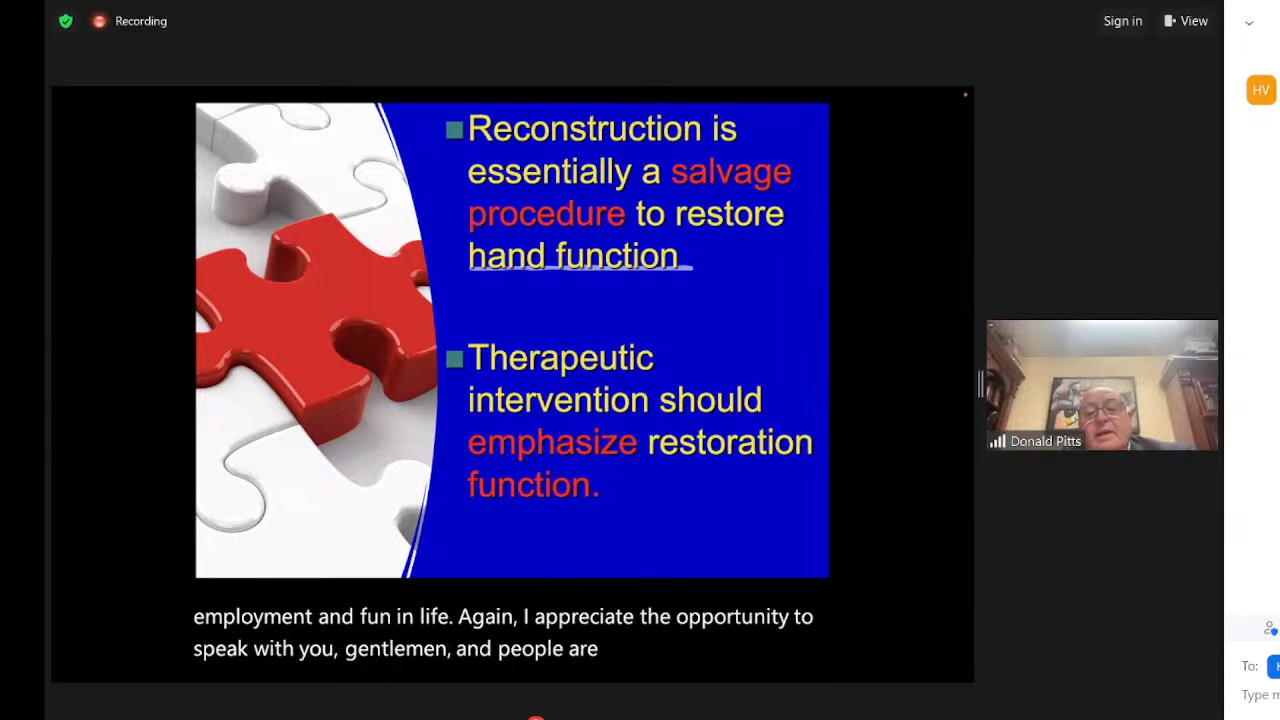 Recording
Sign in
View
HV
Reconstruction is
essentially a salvage
procedure to restore
hand function
Therapeutic
intervention should
emphasize restoration
function.
Donald Pitts
employment and fun in life. Again, I appreciate the opportunity to
speak with you, gentlemen, and people are
To:
Type